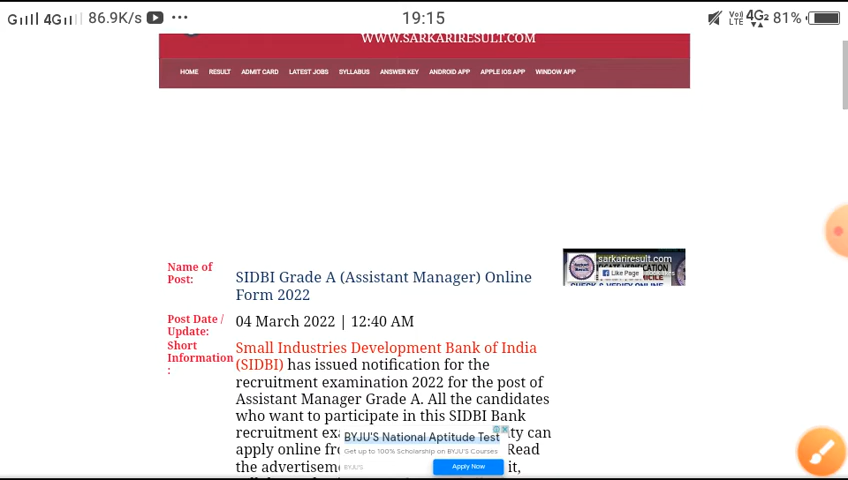 4G 86.9K/s ... 19:15 VoIP LTE 4G2 81%
WWW.SARKARIRESULT.COM
HOME RESULT ADMIT CARD LATEST JOBS SYLLABUS ANSWER KEY ANDROID APP APPLE IOS APP WINDOW APP
sarkariresult.com
Like Page
Name of Post:
SIDBI Grade A (Assistant Manager) Online
Form 2022
Post Date / Update:
04 March 2022 | 12:40 AM
Short Information :
Small Industries Development Bank of India
(SIDBI) has issued notification for the
recruitment examination 2022 for the post of
Assistant Manager Grade A. All the candidates
who want to participate in this SIDBI Bank
recruitment can
apply online Read
the it,
BYJU'S National Aptitude Test
Get up to 100% Scholarship on BYJU'S Courses
BYJU'S
Apply Now